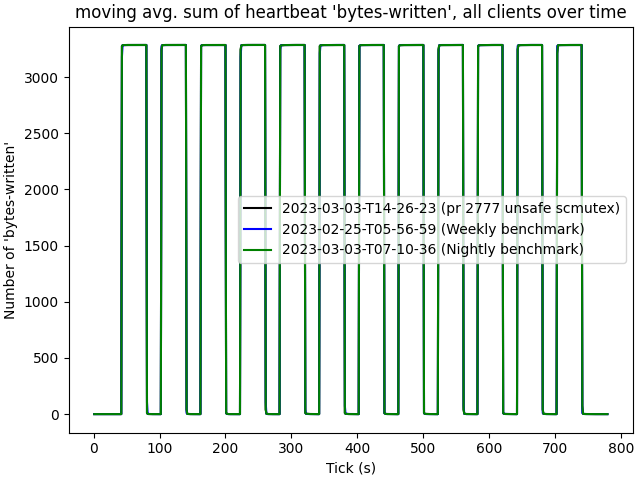 moving avg. sum of heartbeat 'bytes-written', all clients over time
Number of 'bytes-written'
3000
2500
2000
1500
1000
500
0
2023-03-03-T14-26-23 (pr 2777 unsafe scmutex)
2023-02-25-T05-56-59 (Weekly benchmark)
2023-03-03-T07-10-36 (Nightly benchmark)
0 100 200 300 400 500 600 700 800
Tick (s)